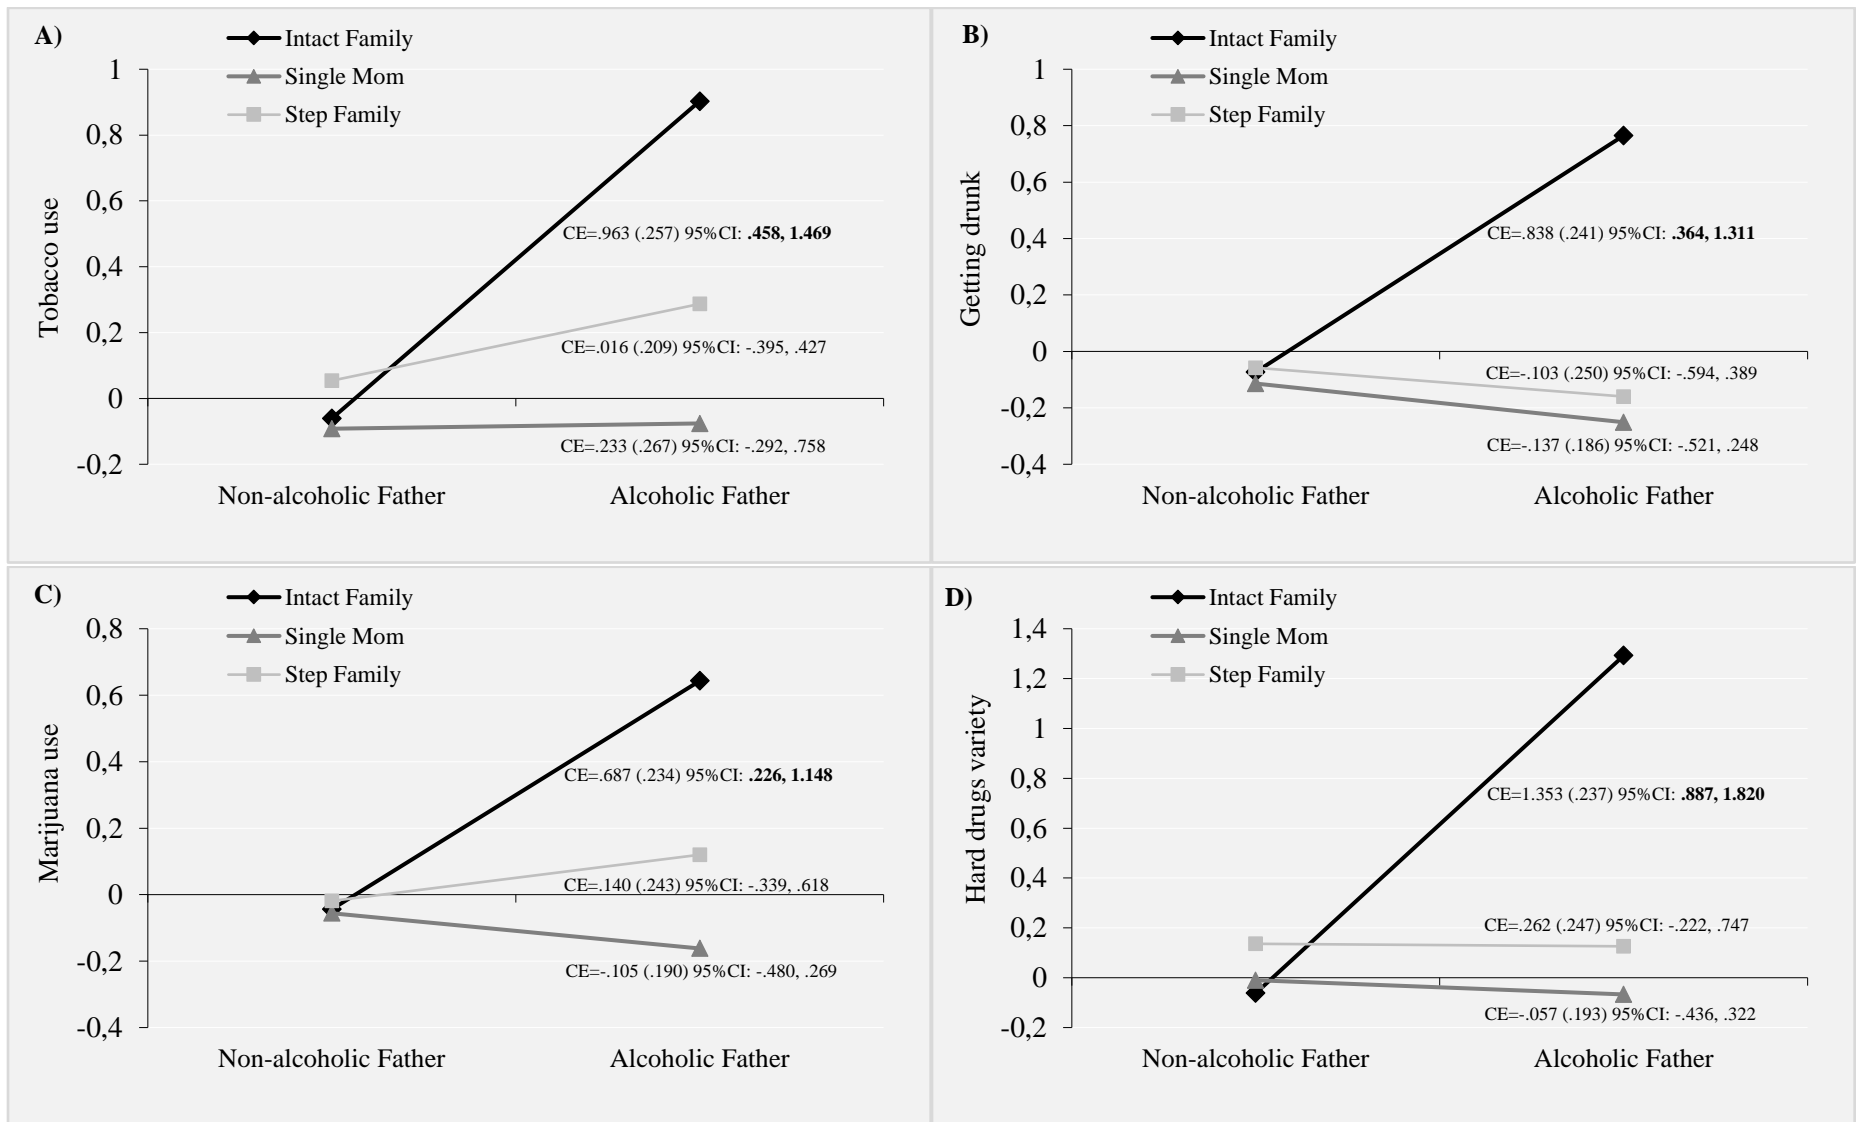 A)
Intact Family
Single Mom
Step Family
1
0,8
0,6
0,4
0,2
0
-0,2
Tobacco use
CE=.963 (.257) 95%CI: .458, 1.469
CE=.016 (.209) 95%CI: -.395, .427
CE=.233 (.267) 95%CI: -.292, .758
Non-alcoholic Father
Alcoholic Father
B)
Intact Family
Single Mom
Step Family
1
0,8
0,6
0,4
0,2
0
-0,2
-0,4
Getting drunk
CE=.838 (.241) 95%CI: .364, 1.311
CE=-.103 (.250) 95%CI: -.594, .389
CE=-.137 (.186) 95%CI: -.521, .248
Non-alcoholic Father
Alcoholic Father
C)
Intact Family
Single Mom
Step Family
0,8
0,6
0,4
0,2
0
-0,2
-0,4
Marijuana use
CE=.687 (.234) 95%CI: .226, 1.148
CE=.140 (.243) 95%CI: -.339, .618
CE=-.105 (.190) 95%CI: -.480, .269
Non-alcoholic Father
Alcoholic Father
D)
Intact Family
Single Mom
Step Family
1,4
1,2
1
0,8
0,6
0,4
0,2
0
-0,2
Hard drugs variety
CE=1.353 (.237) 95%CI: .887, 1.820
CE=.262 (.247) 95%CI: -.222, .747
CE=-.057 (.193) 95%CI: -.436, .322
Non-alcoholic Father
Alcoholic Father